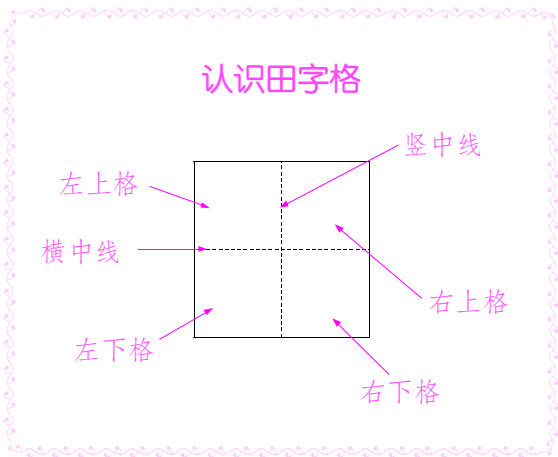 认识田字格
竖中线
左上格
横中线
右上格
左下格
右下格